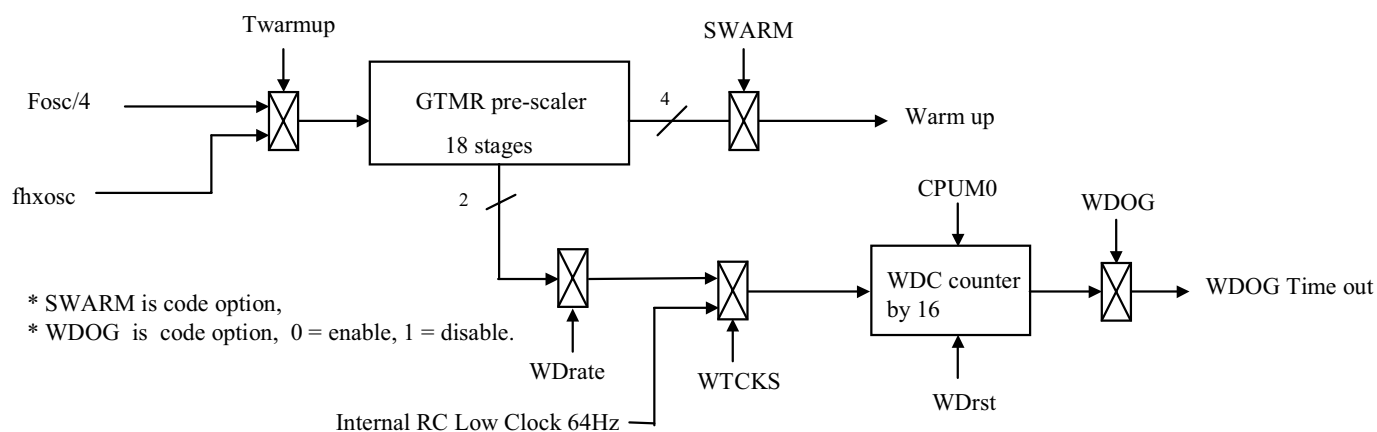 Twarmup
SWARM
Fosc/4
GTMR pre-scaler
18 stages
4
Warm up
fhxosc
2
CPUM0
WDOG
WDC counter
by 16
WDOG Time out
* SWARM is code option,
* WDOG is code option, 0 = enable, 1 = disable.
WDrate
WTCKS
WDrst
Internal RC Low Clock 64Hz